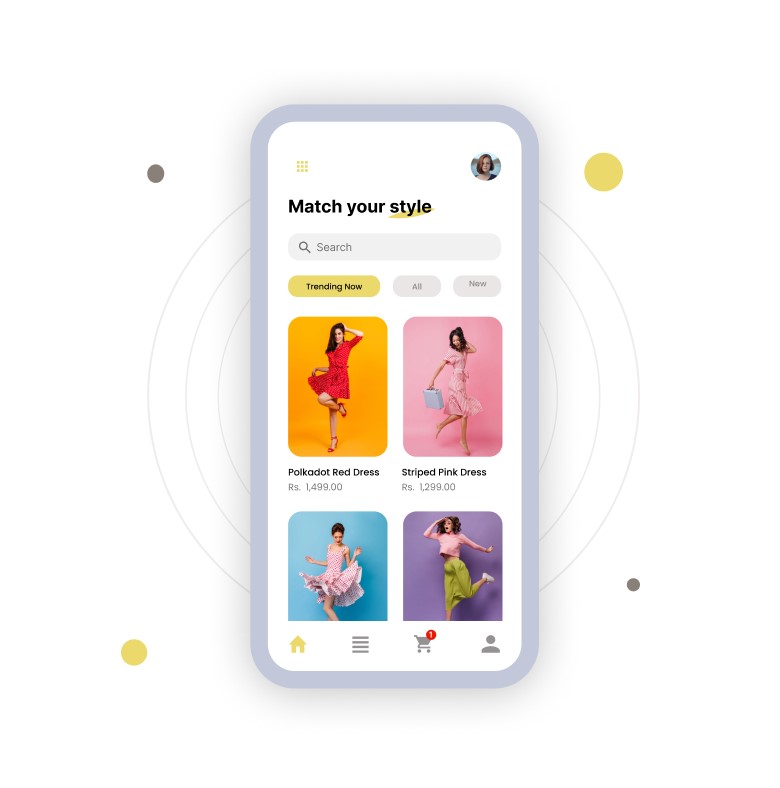 Match your style
Search
Trending Now
All
New
Polkadot Red Dress
Striped Pink Dress
Rs. 1,499.00
Rs. 1,299.00
1